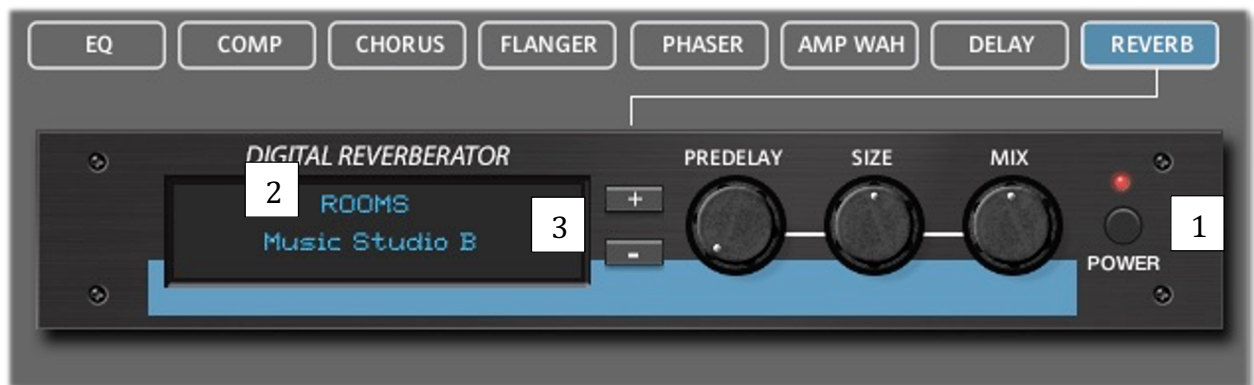 EQ COMP CHORUS FLANGER PHASER AMP WAH DELAY REVERB
DIGITAL REVERBERATOR PREDELAY SIZE MIX
2 ROOMS + 1
Music Studio B 3 -
POWER